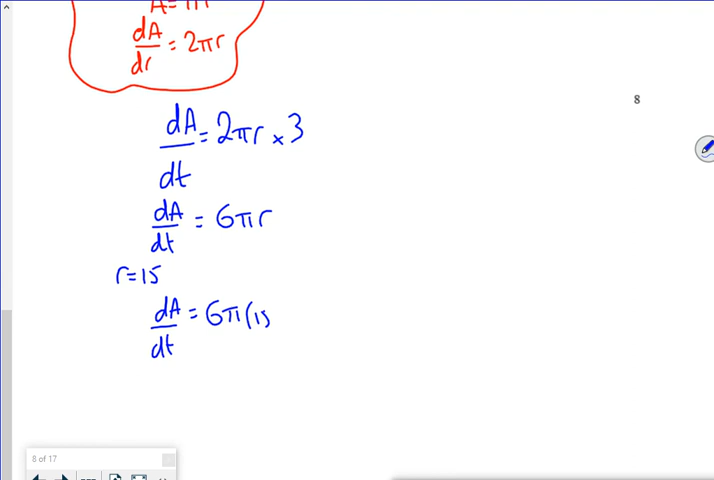 dA/dr = 2πr
8
dA/dt = 2πr × 3
dA/dt = 6πr
r=15
dA/dt = 6π(15
8 of 17